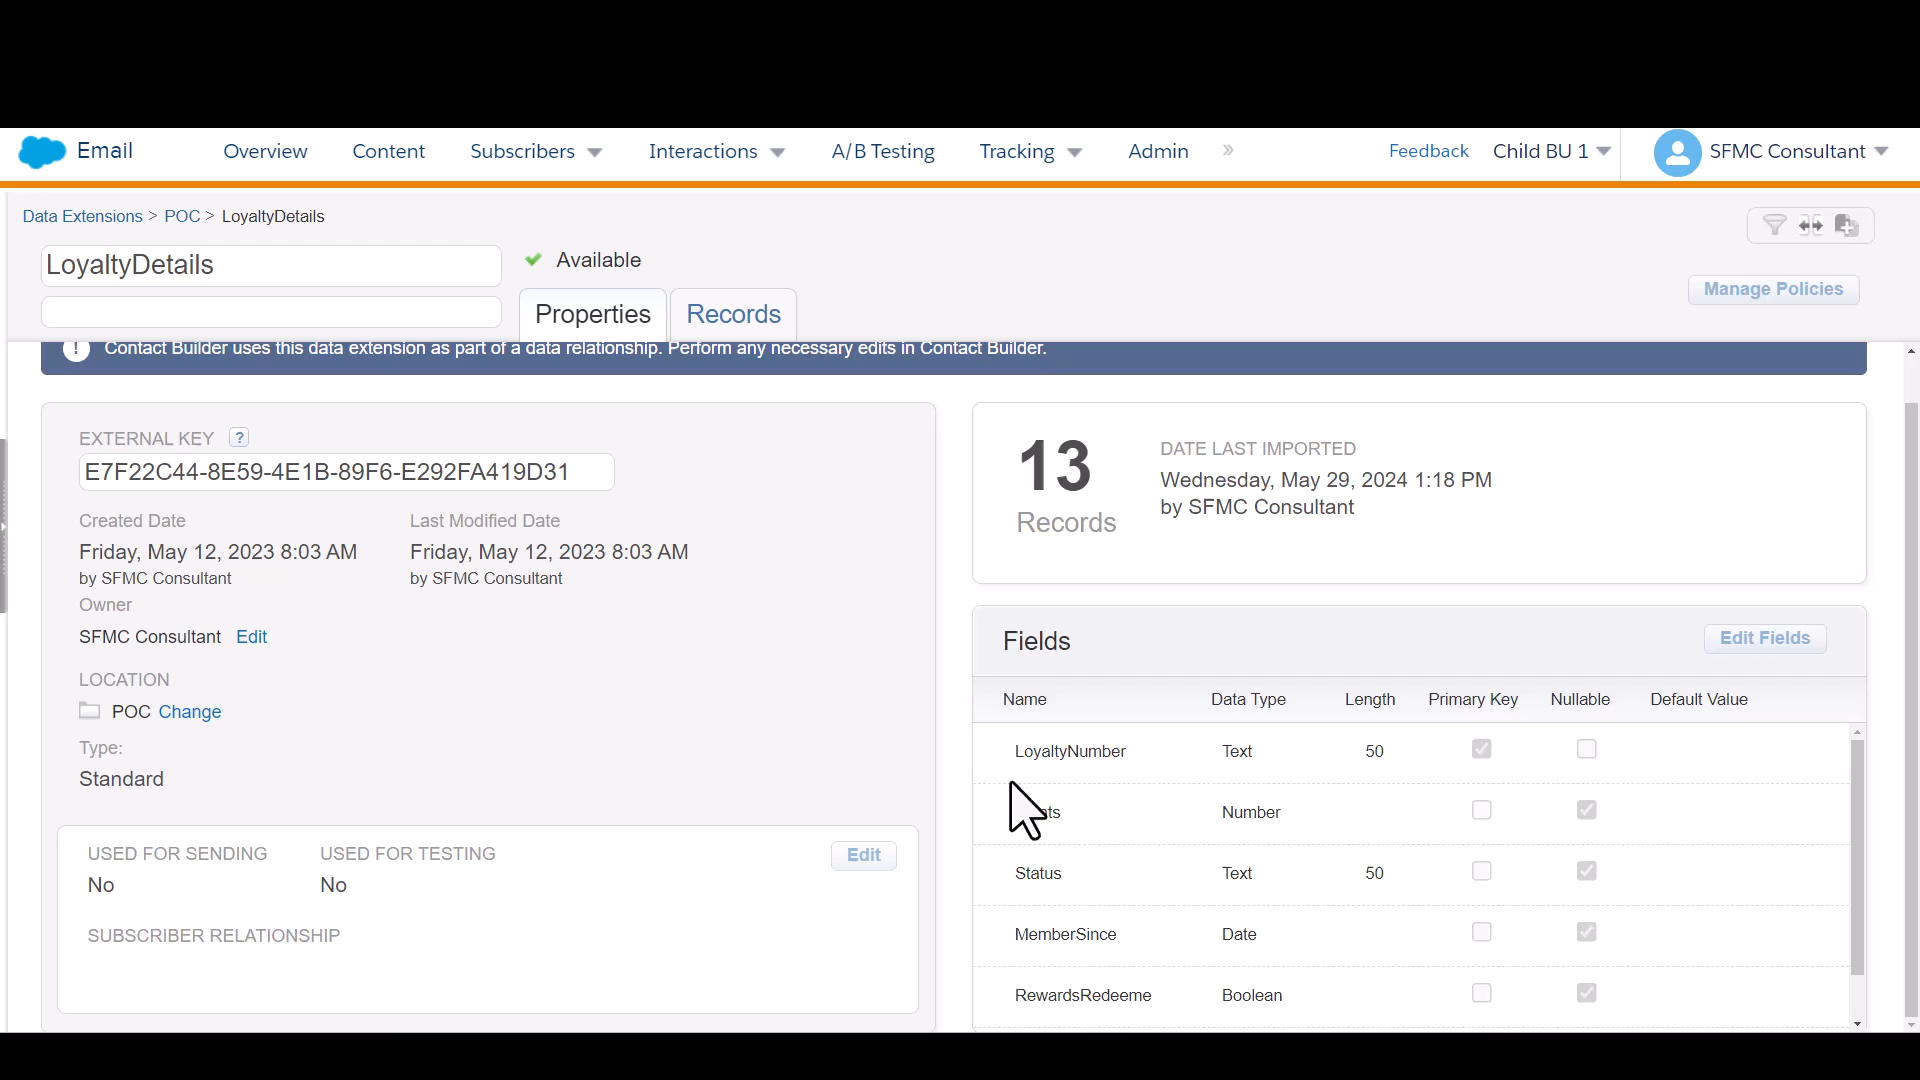 Email
Overview
Content
Subscribers
Interactions
A/B Testing
Tracking
Admin
Feedback
Child BU 1
SFMC Consultant
Data Extensions > POC > LoyaltyDetails
LoyaltyDetails
Available
Manage Policies
Properties
Records
! Contact Builder uses this data extension as part of a data relationship. Perform any necessary edits in Contact Builder.
EXTERNAL KEY ?
E7F22C44-8E59-4E1B-89F6-E292FA419D31
Created Date
Last Modified Date
Friday, May 12, 2023 8:03 AM
Friday, May 12, 2023 8:03 AM
by SFMC Consultant
by SFMC Consultant
Owner
SFMC Consultant Edit
LOCATION
POC Change
Type:
Standard
USED FOR SENDING
USED FOR TESTING
Edit
No
No
SUBSCRIBER RELATIONSHIP
13
Records
DATE LAST IMPORTED
Wednesday, May 29, 2024 1:18 PM
by SFMC Consultant
Fields
Edit Fields
Name Data Type Length Primary Key Nullable Default Value
LoyaltyNumber Text 50
Number
Status Text 50
MemberSince Date
RewardsRedeeme Boolean